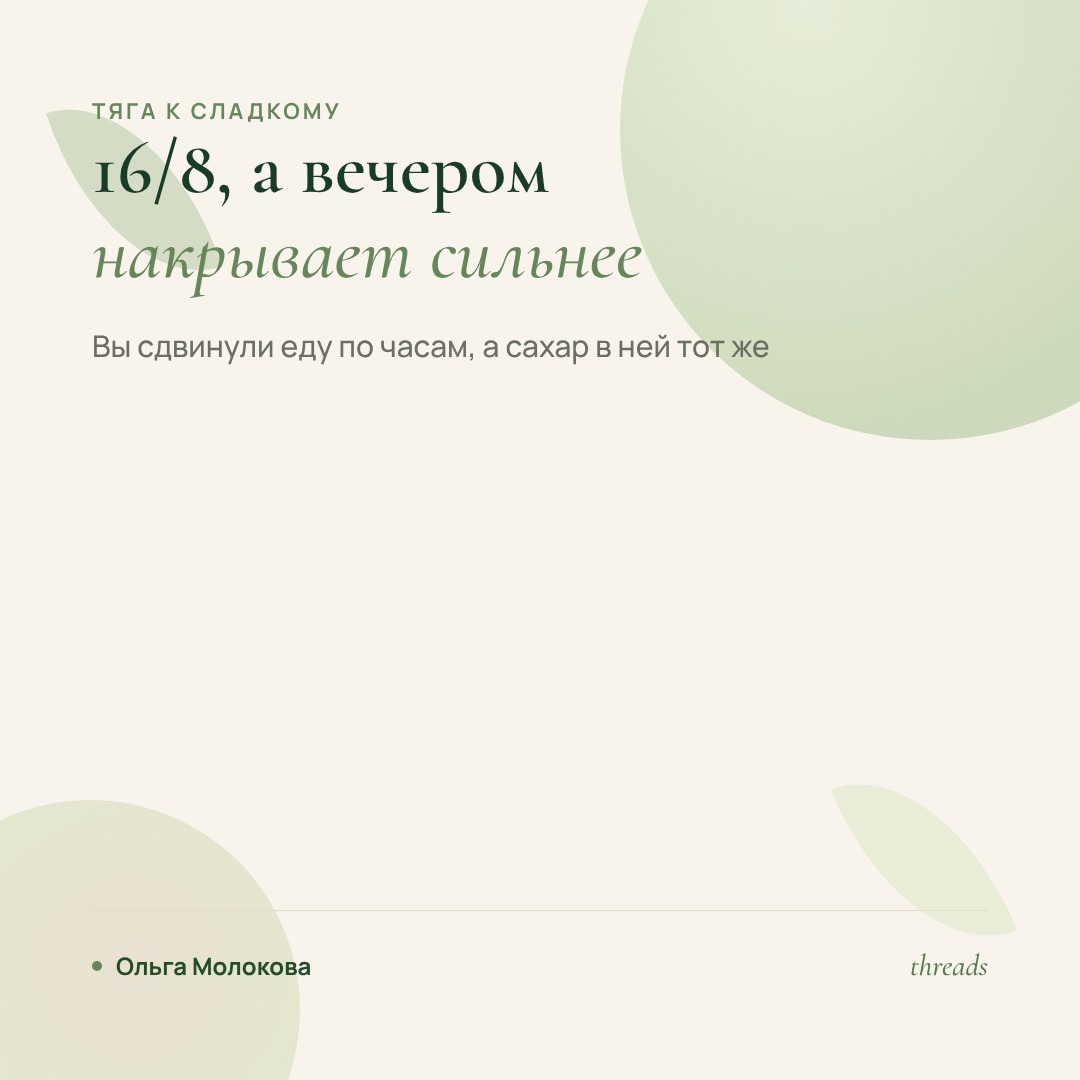 ТЯГА К СЛАДКОМУ
16/8, а вечером
накрывает сильнее
Вы сдвинули еду по часам, а сахар в ней тот же
Ольга Молокова
threads